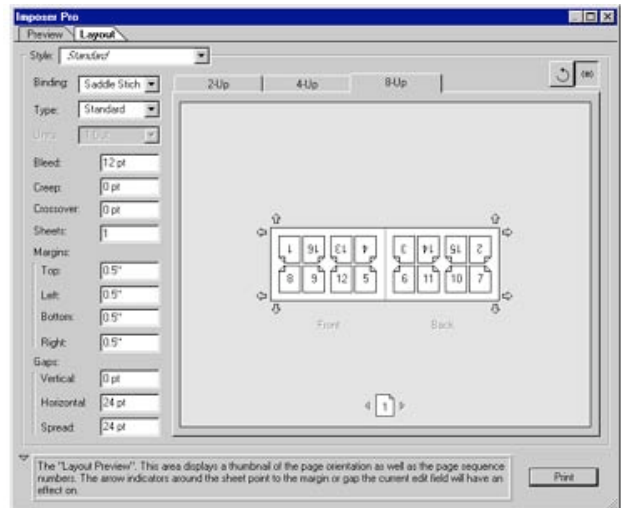 Imposer Pro
Preview Layout
Style: Standard
Binding: Saddle Stich
Type: Standard
2-Up 4-Up 8-Up
Bleed: 12 pt
Creep: 0 pt
Crossover: 0 pt
Sheets: 1
Margins:
Top: 0.5"
Left: 0.5"
Bottom: 0.5"
Right: 0.5"
Gaps:
Vertical: 0 pt
Horizontal: 24 pt
Spread: 24 pt
1 16 13 4 3 14 15 2
8 9 12 5 6 11 10 7
Front Back
1
The "Layout Preview". This area displays a thumbnail of the page orientation as well as the page sequence
numbers. The arrow indicators around the sheet point to the margin or gap the current edit field will have an
effect on.
Print